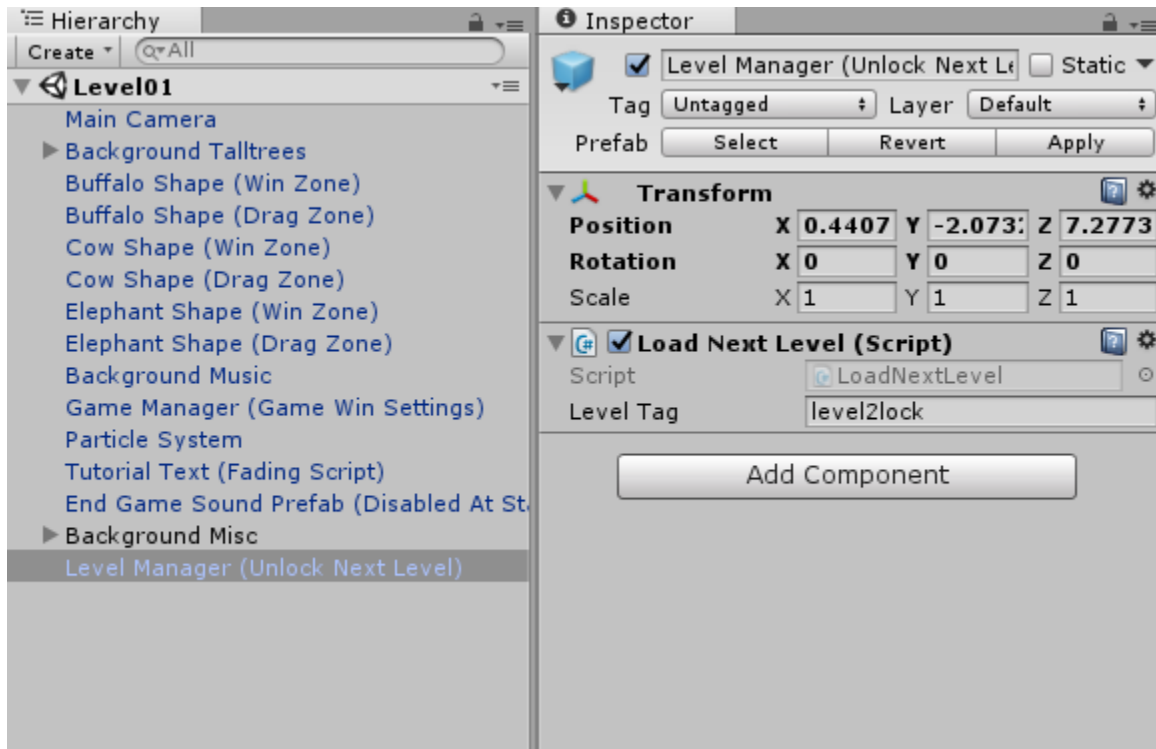 Hierarchy
Create
All
Level01
Main Camera
Background Talltrees
Buffalo Shape (Win Zone)
Buffalo Shape (Drag Zone)
Cow Shape (Win Zone)
Cow Shape (Drag Zone)
Elephant Shape (Win Zone)
Elephant Shape (Drag Zone)
Background Music
Game Manager (Game Win Settings)
Particle System
Tutorial Text (Fading Script)
End Game Sound Prefab (Disabled At St
Background Misc
Level Manager (Unlock Next Level)
Inspector
Level Manager (Unlock Next Le Static
Tag Untagged Layer Default
Prefab Select Revert Apply
Transform
Position X 0.4407 Y -2.073 Z 7.2773
Rotation X 0 Y 0 Z 0
Scale X 1 Y 1 Z 1
Load Next Level (Script)
Script LoadNextLevel
Level Tag level2lock
Add Component